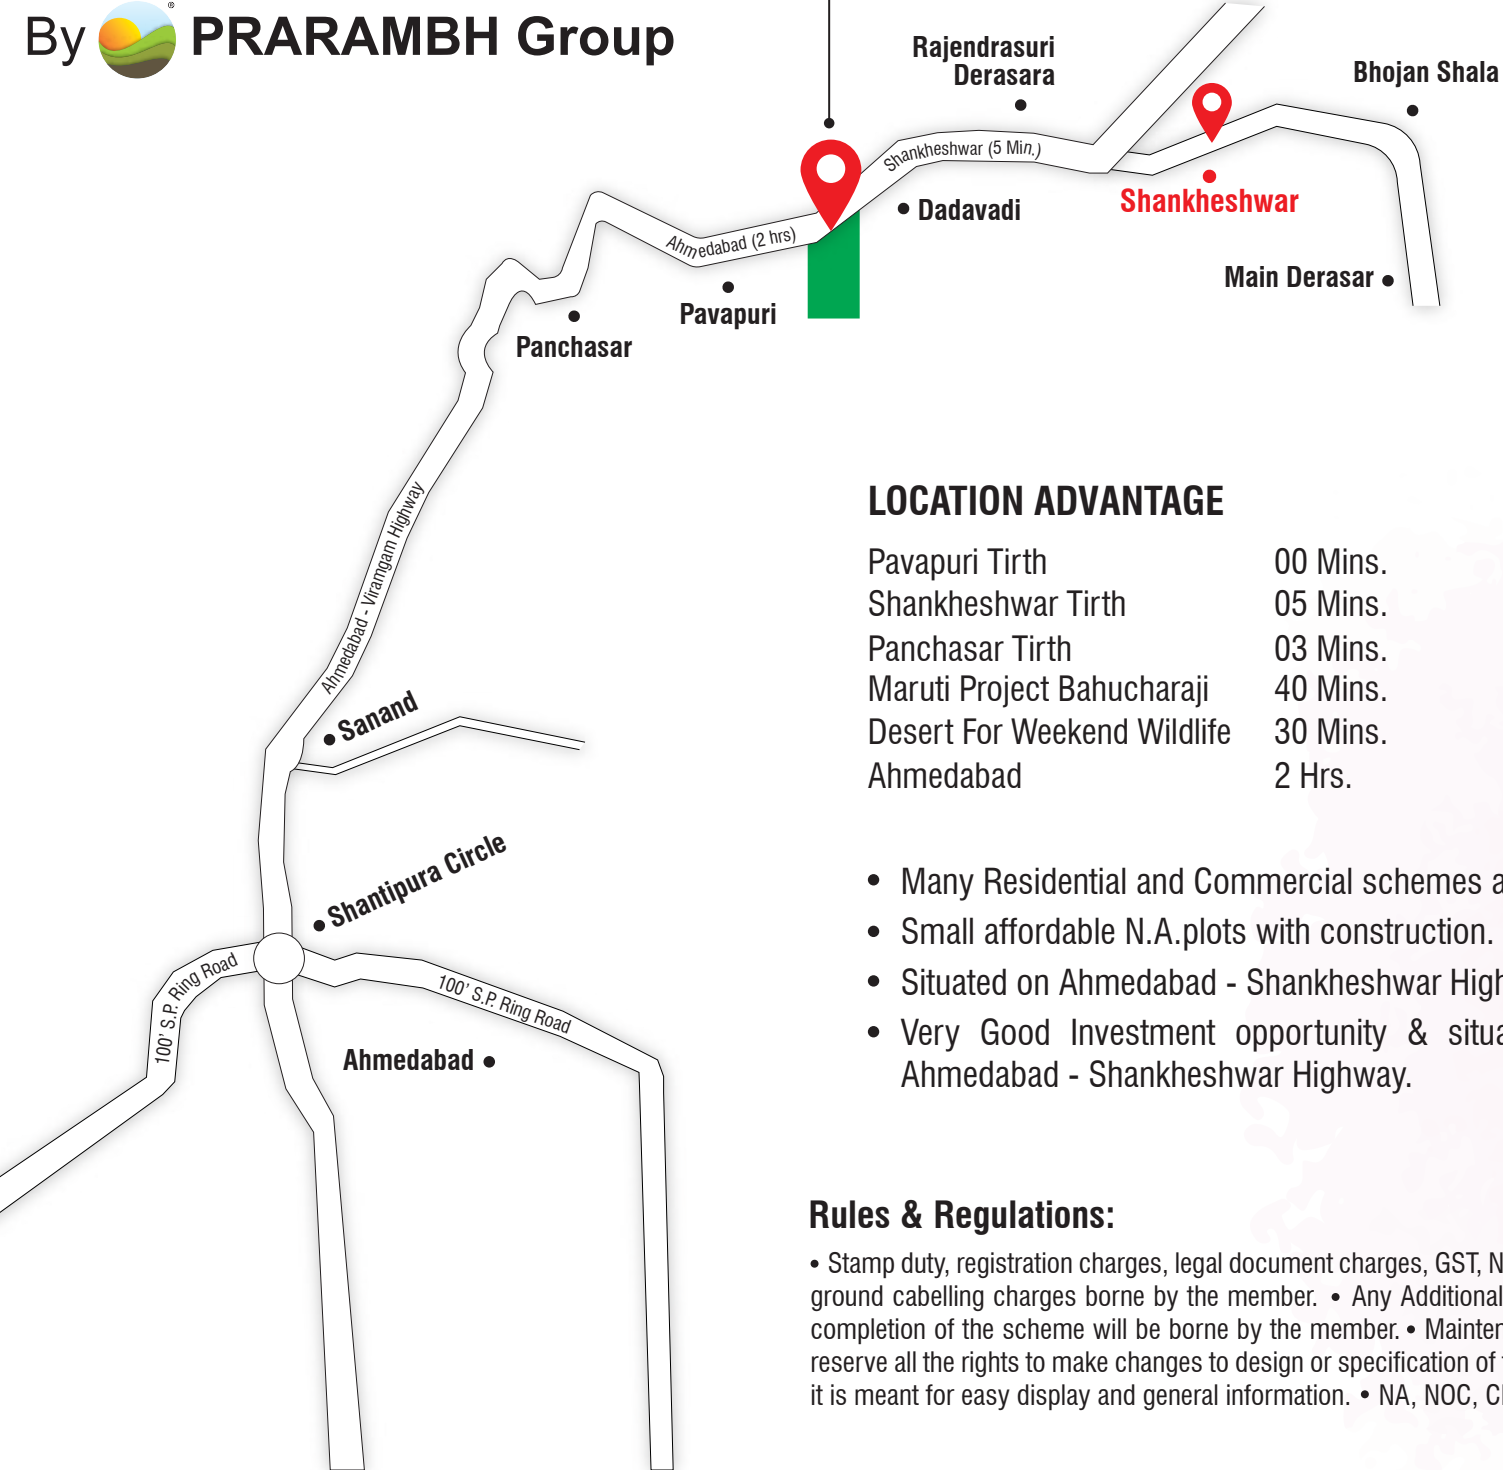 By PRARAMBH Group
®
Rajendrasuri
Derasara
Bhojan Shala
Shankheshwar (5 Min.)
Dadavadi
Shankheshwar
Ahmedabad (2 hrs)
Main Derasar
Pavapuri
Panchasar
Ahmedabad - Viramgam Highway
Sanand
Shantipura Circle
100' S.P. Ring Road
100' S.P. Ring Road
Ahmedabad
LOCATION ADVANTAGE
Pavapuri Tirth 00 Mins.
Shankheshwar Tirth 05 Mins.
Panchasar Tirth 03 Mins.
Maruti Project Bahucharaji 40 Mins.
Desert For Weekend Wildlife 30 Mins.
Ahmedabad 2 Hrs.
• Many Residential and Commercial schemes
• Small affordable N.A.plots with construction.
• Situated on Ahmedabad - Shankheshwar
• Very Good Investment opportunity &
Ahmedabad - Shankheshwar Highway.
Rules & Regulations:
• Stamp duty, registration charges, legal document charges, GST,
ground cabelling charges borne by the member. • Any Additional
completion of the scheme will be borne by the member. •
reserve all the rights to make changes to design or specification of
it is meant for easy display and general information. • NA, NOC,